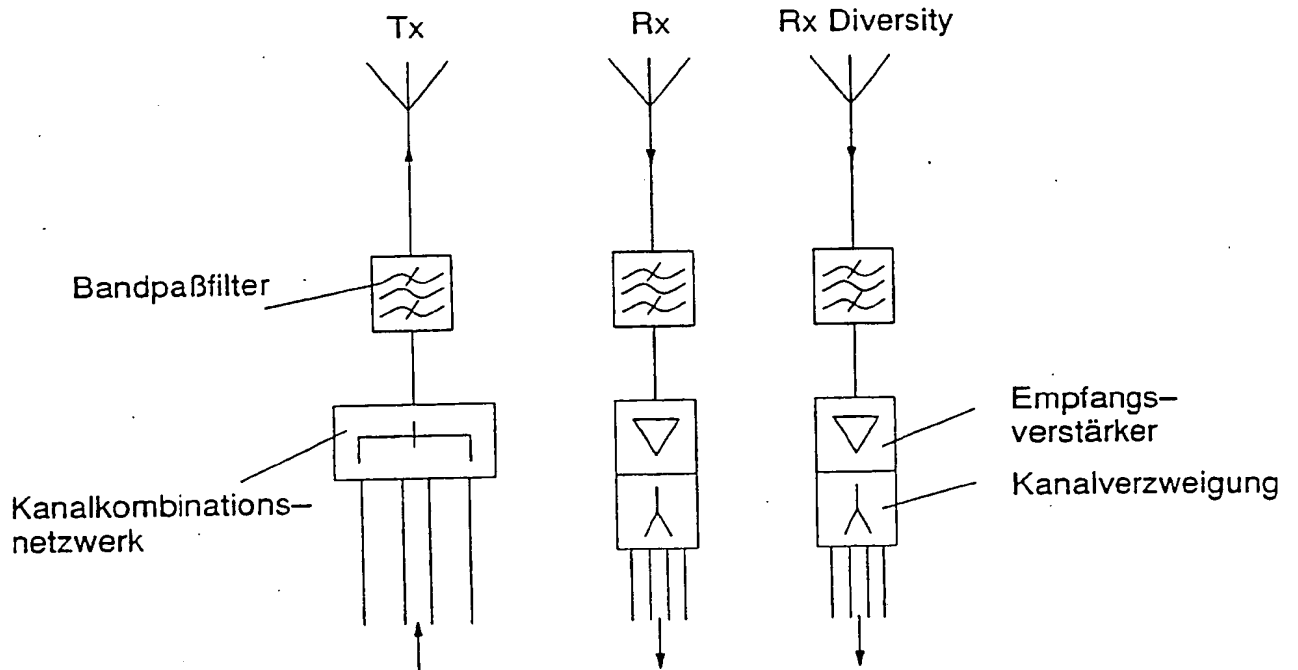 Tx
Rx
Rx Diversity
Bandpaßfilter
Empfangs–
verstärker
Kanalverzweigung
Kanalkombinations–
netzwerk